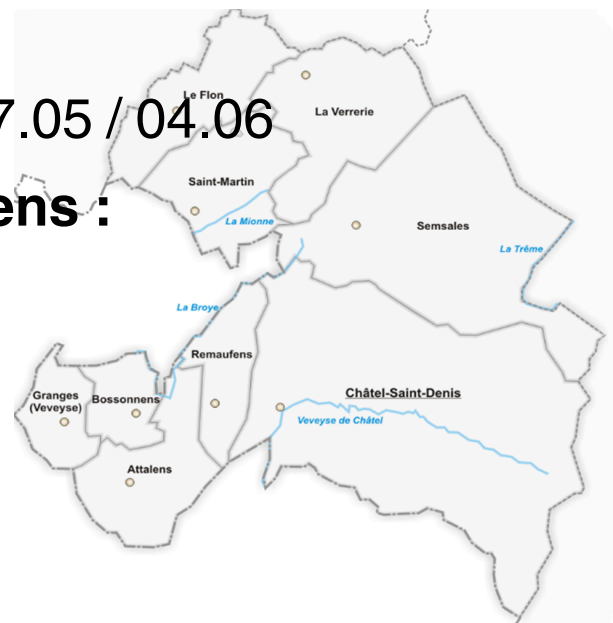 Le Flon
7.05 / 04.06
La Verrerie
Saint-Martin
ens :
La Mionne
Semsales
La Trême
La Broye
Remaufens
Granges
(Veveyse)
Bossonnens
Châtel-Saint-Denis
Veveyse de Châtel
Attalens